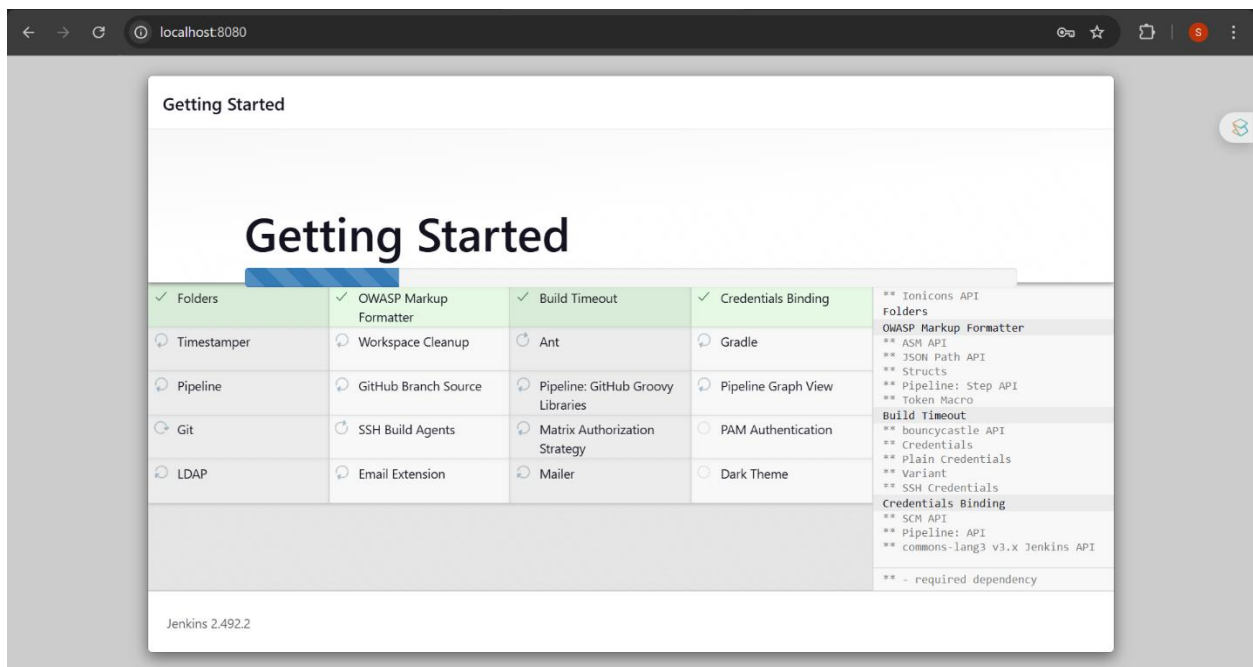 localhost:8080
S
Getting Started
Getting Started
Folders
OWASP Markup
Formatter
Build Timeout
Credentials Binding
Timestamper
Workspace Cleanup
Ant
Gradle
Pipeline
GitHub Branch Source
Pipeline: GitHub Groovy
Libraries
Pipeline Graph View
Git
SSH Build Agents
Matrix Authorization
Strategy
PAM Authentication
LDAP
Email Extension
Mailer
Dark Theme
** Ionicons API
Folders
OWASP Markup Formatter
** ASM API
** JSON Path API
** Structs
** Pipeline: Step API
** Token Macro
Build Timeout
** bouncycastle API
** Credentials
** Plain Credentials
** Variant
** SSH Credentials
Credentials Binding
** SCM API
** Pipeline: API
** commons-lang3 v3.x Jenkins API
** - required dependency
Jenkins 2.492.2